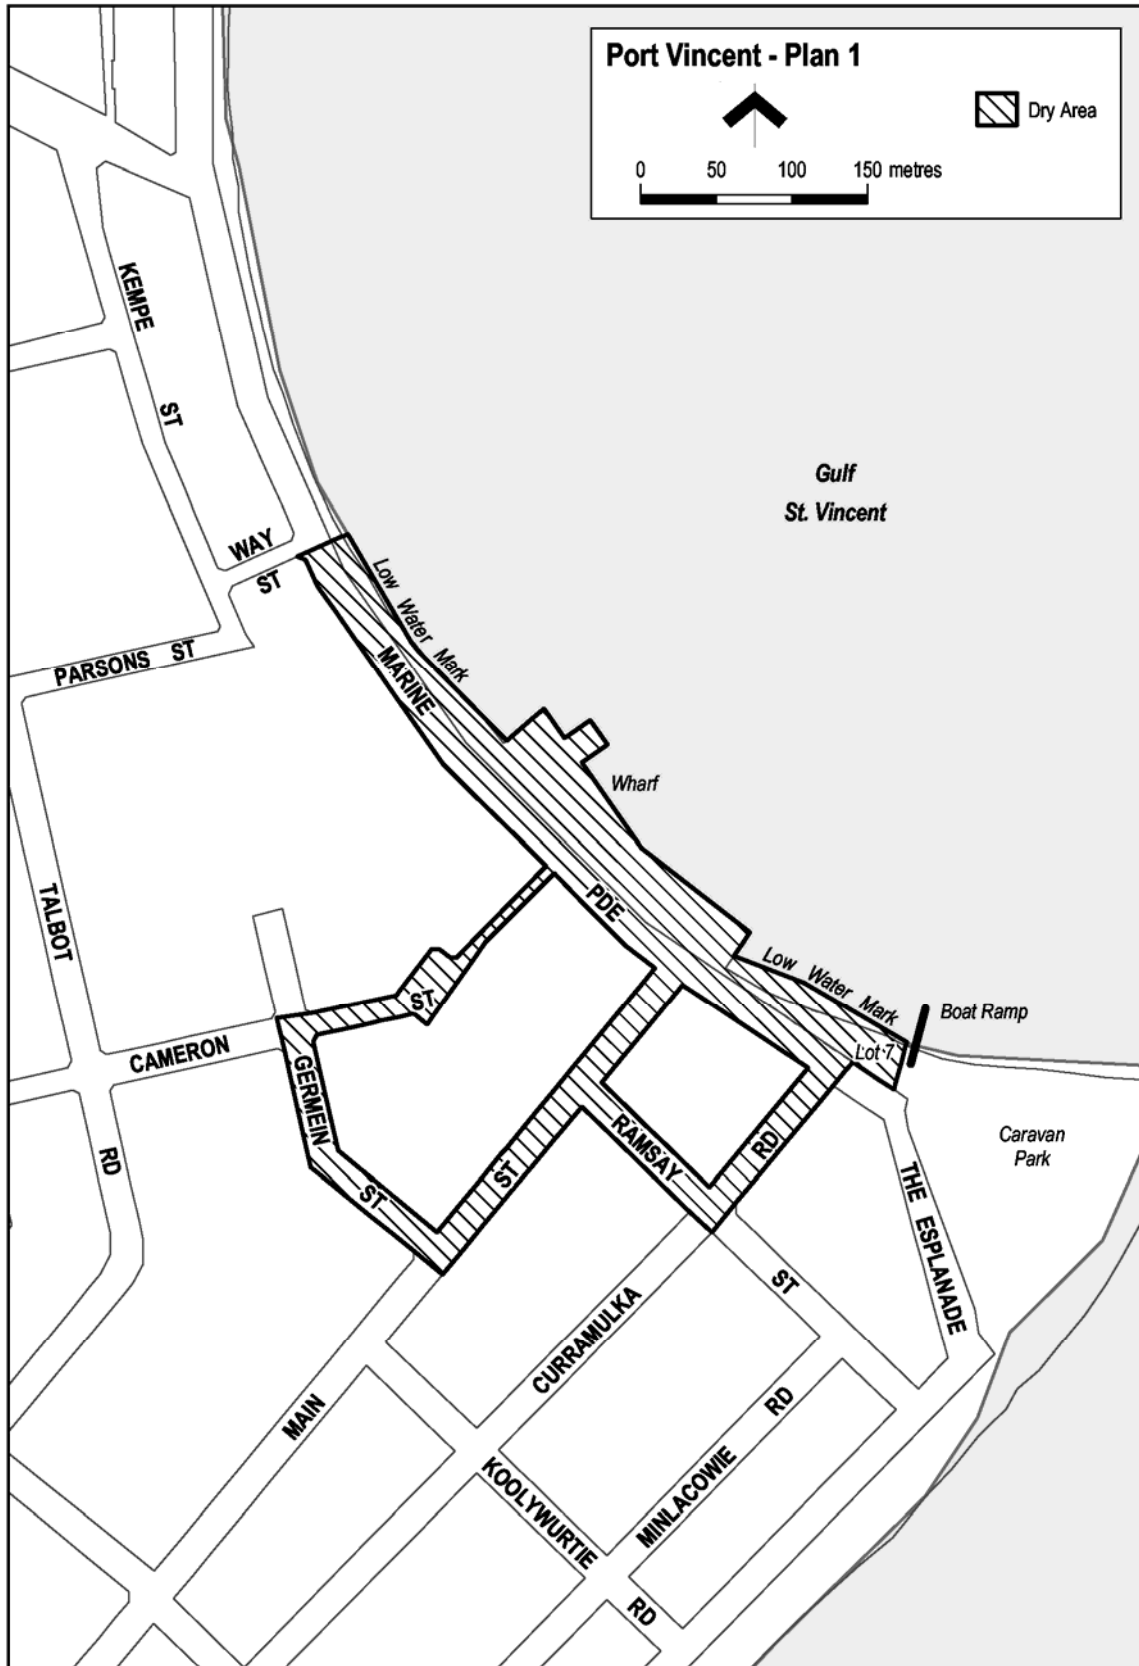 Port Vincent - Plan 1
Dry Area
0 50 100 150 metres
KEMPE
ST
Gulf
St. Vincent
WAY
ST
Low Water Mark
PARSONS ST
MARINE
Wharf
PDE
TALBOT
RD
Low Water Mark
Boat Ramp
Lot 7
ST
CAMERON
GERMEIN
ST
ST
RAMSAY
RD
Caravan
Park
THE ESPLANADE
ST
CURRAMULKA
MAIN
RD
MINLACOWIE
KOOLYWURTIE
RD